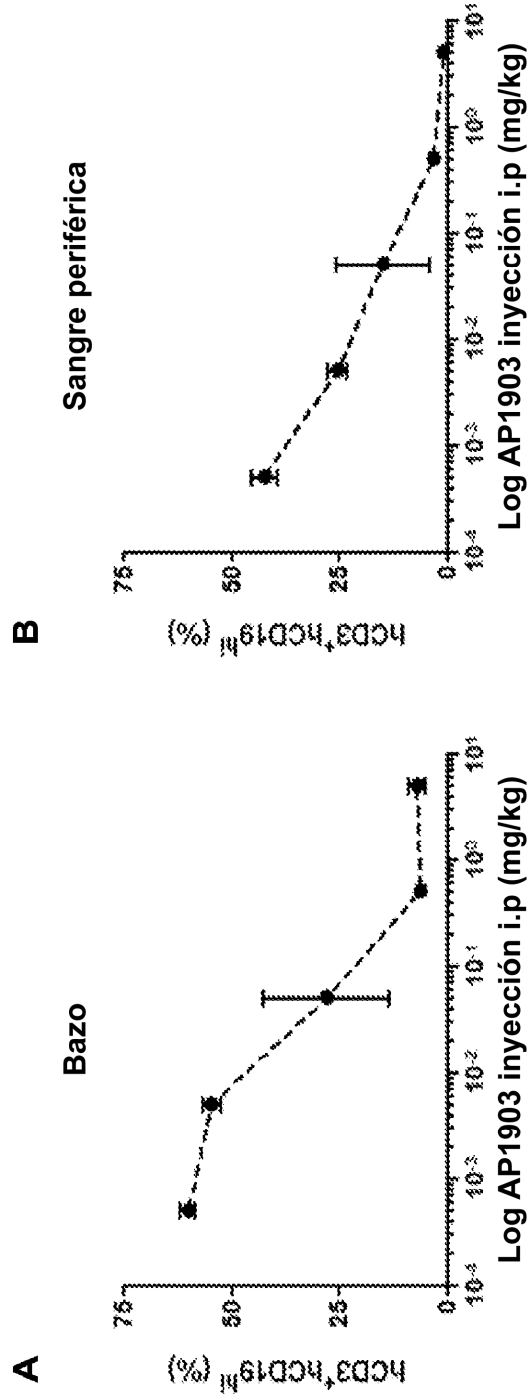 A
Bazo
hCD3⁺hCD19ʰⁱ (%)
75
50
25
0
10⁻⁴
10⁻³
10⁻²
10⁻¹
10⁰
10¹
Log AP1903 inyección i.p (mg/kg)
B
Sangre periférica
hCD3⁺hCD19ʰⁱ (%)
75
50
25
0
10⁻⁴
10⁻³
10⁻²
10⁻¹
10⁰
10¹
Log AP1903 inyección i.p (mg/kg)